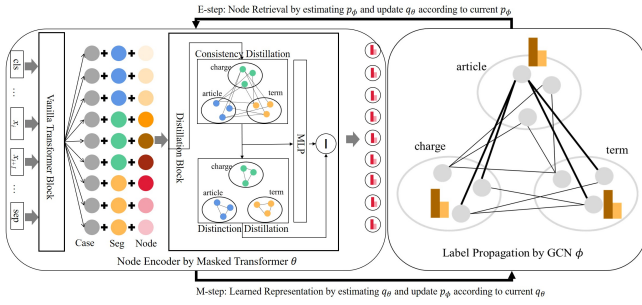 E-step: Node Retrieval by estimating pϕ and update qθ according to current pϕ
cls
...
xi
...
xi,j
...
sep
Vanilla Transformer Block
Case
Seg
Node
Distillation Block
Consistency Distillation
charge
article
term
charge
article
term
Distinction Distillation
MLP
Node Encoder by Masked Transformer θ
article
charge
term
Label Propagation by GCN ϕ
M-step: Learned Representation by estimating qθ and update pϕ according to current qθ